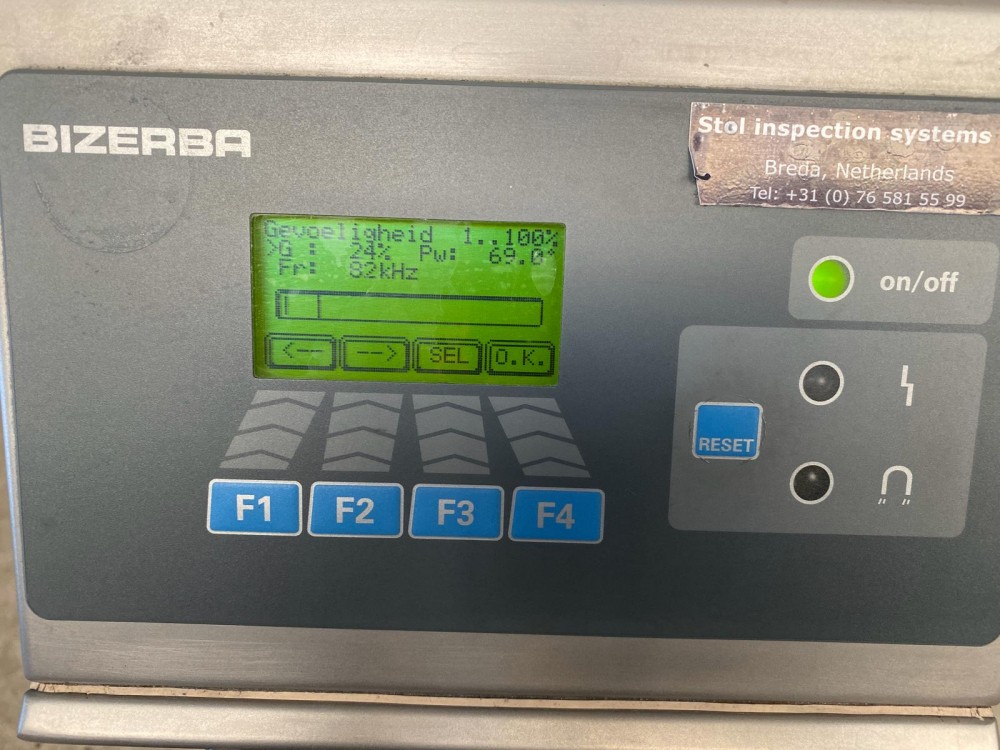 BIZERBA
Stol inspection systems
Breda, Netherlands
Tel: +31 (0) 76 581 55 99
Gevoeligheid 1..100%
>G : 24% Pw: 69.0°
Fr: 82kHz
<-- --> SEL O.K.
on/off
RESET
F1 F2 F3 F4